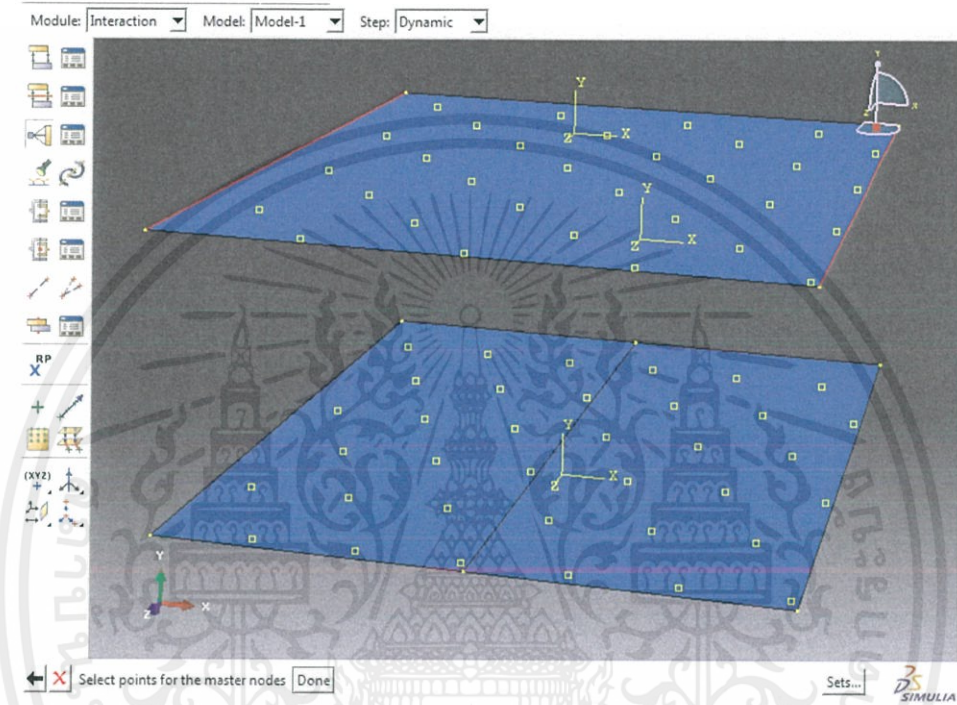 Module: Interaction Model: Model-1 Step: Dynamic
Y
Z X
Y
Z X
Y
Z X
Y
Z X
RP
(XYZ)
Y
Z X
Select points for the master nodes Done Sets...
SIMULIA